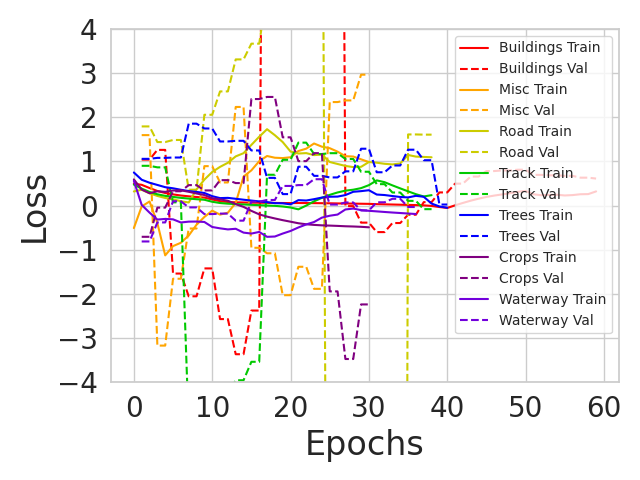 4
3
2
1
0
−1
−2
−3
−4
Loss
0 10 20 30 40 50 60
Epochs
Buildings Train
Buildings Val
Misc Train
Misc Val
Road Train
Road Val
Track Train
Track Val
Trees Train
Trees Val
Crops Train
Crops Val
Waterway Train
Waterway Val